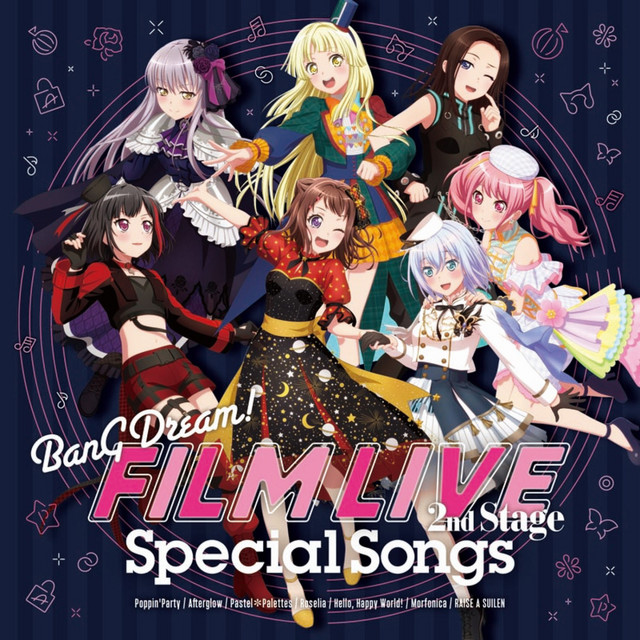 BanG Dream!
FILM LIVE
2nd Stage
Special Songs
Poppin'Party / Afterglow / Pastel✽Palettes / Roselia / Hello, Happy World! / Morfonica / RAISE A SUILEN